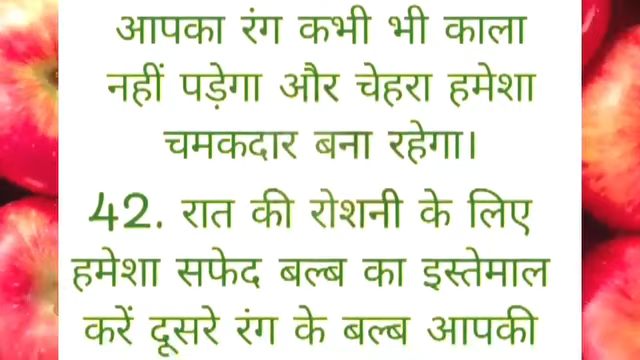 आपका रंग कभी भी काला
नहीं पड़ेगा और चेहरा हमेशा
चमकदार बना रहेगा।
42. रात की रोशनी के लिए
हमेशा सफेद बल्ब का इस्तेमाल
करें दूसरे रंग के बल्ब आपकी